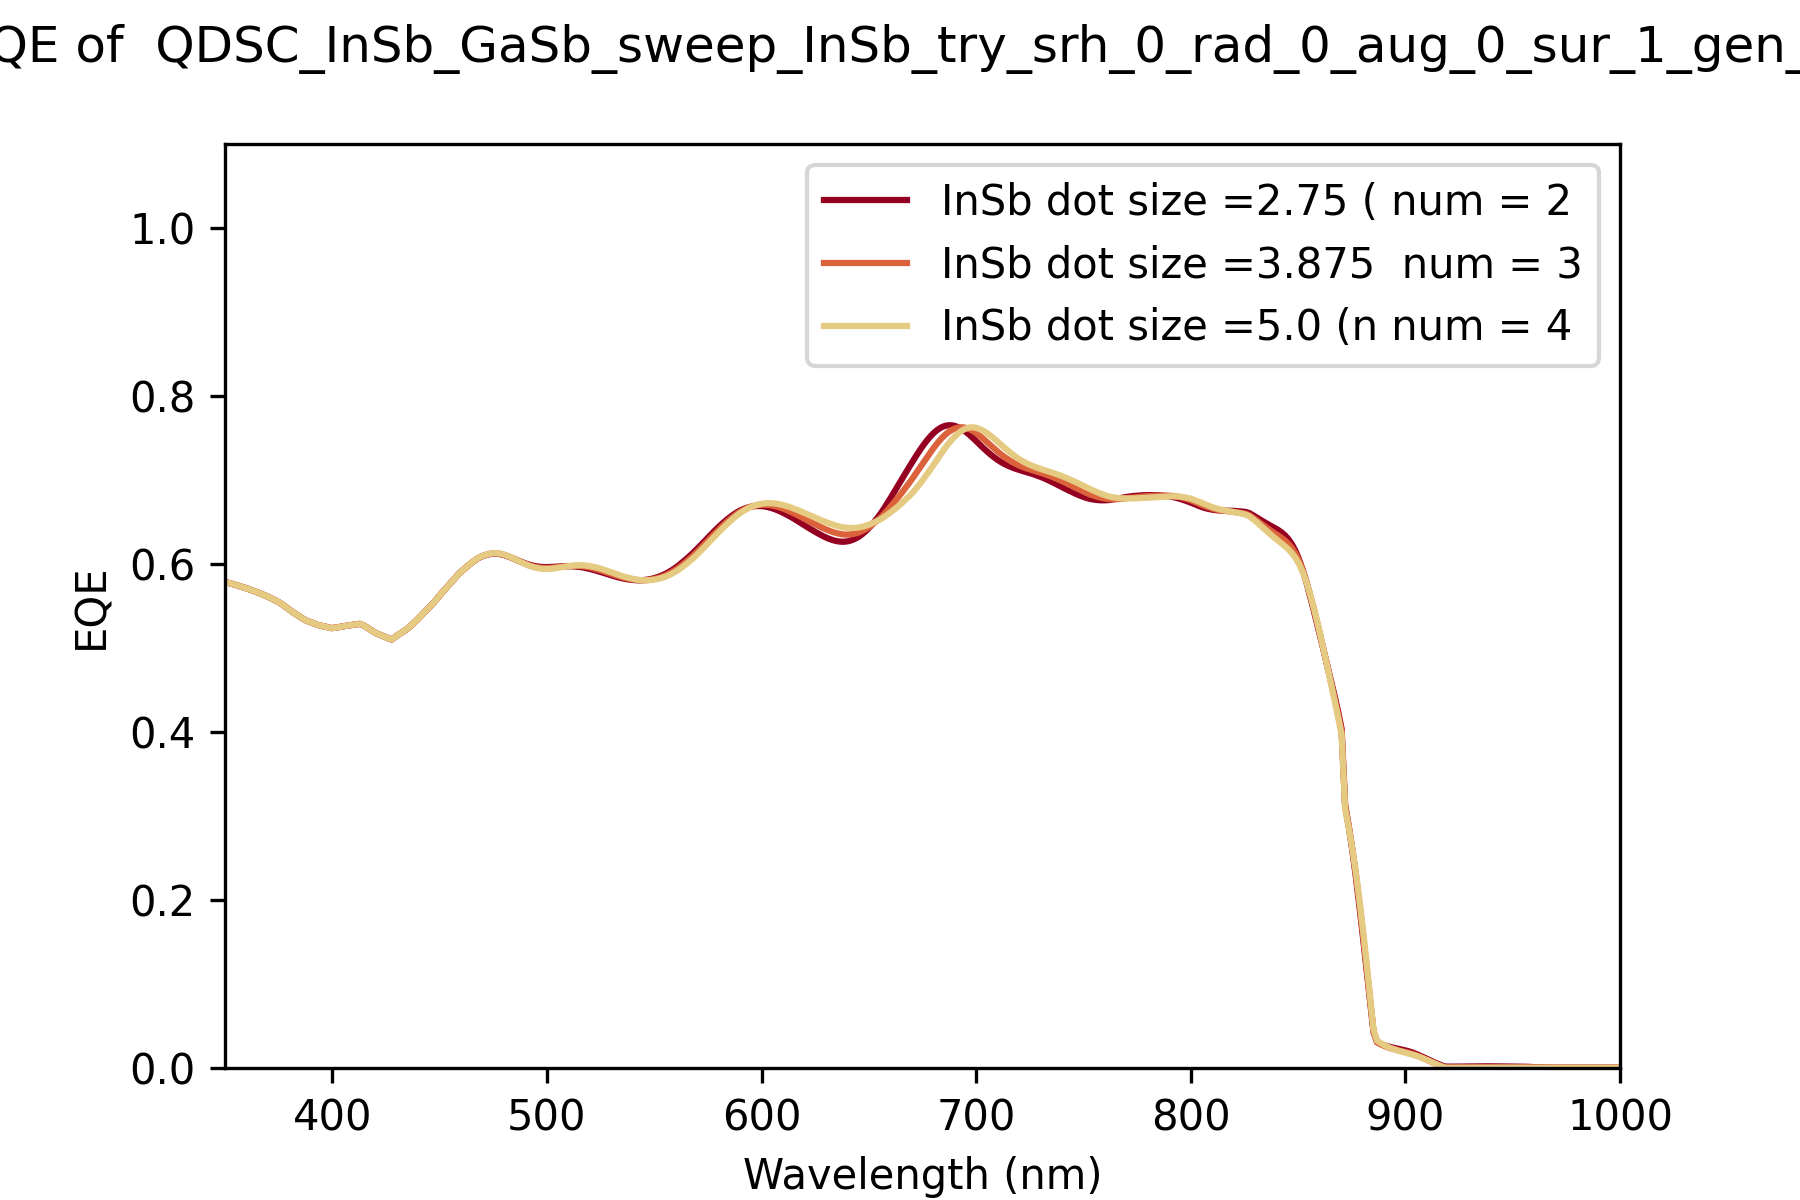 QE of  QDSC_InSb_GaSb_sweep_InSb_try_srh_0_rad_0_aug_0_sur_1_gen_
InSb dot size =2.75 ( num = 2
InSb dot size =3.875  num = 3
InSb dot size =5.0 (n num = 4
1.0
0.8
0.6
0.4
0.2
0.0
EQE
400 500 600 700 800 900 1000
Wavelength (nm)